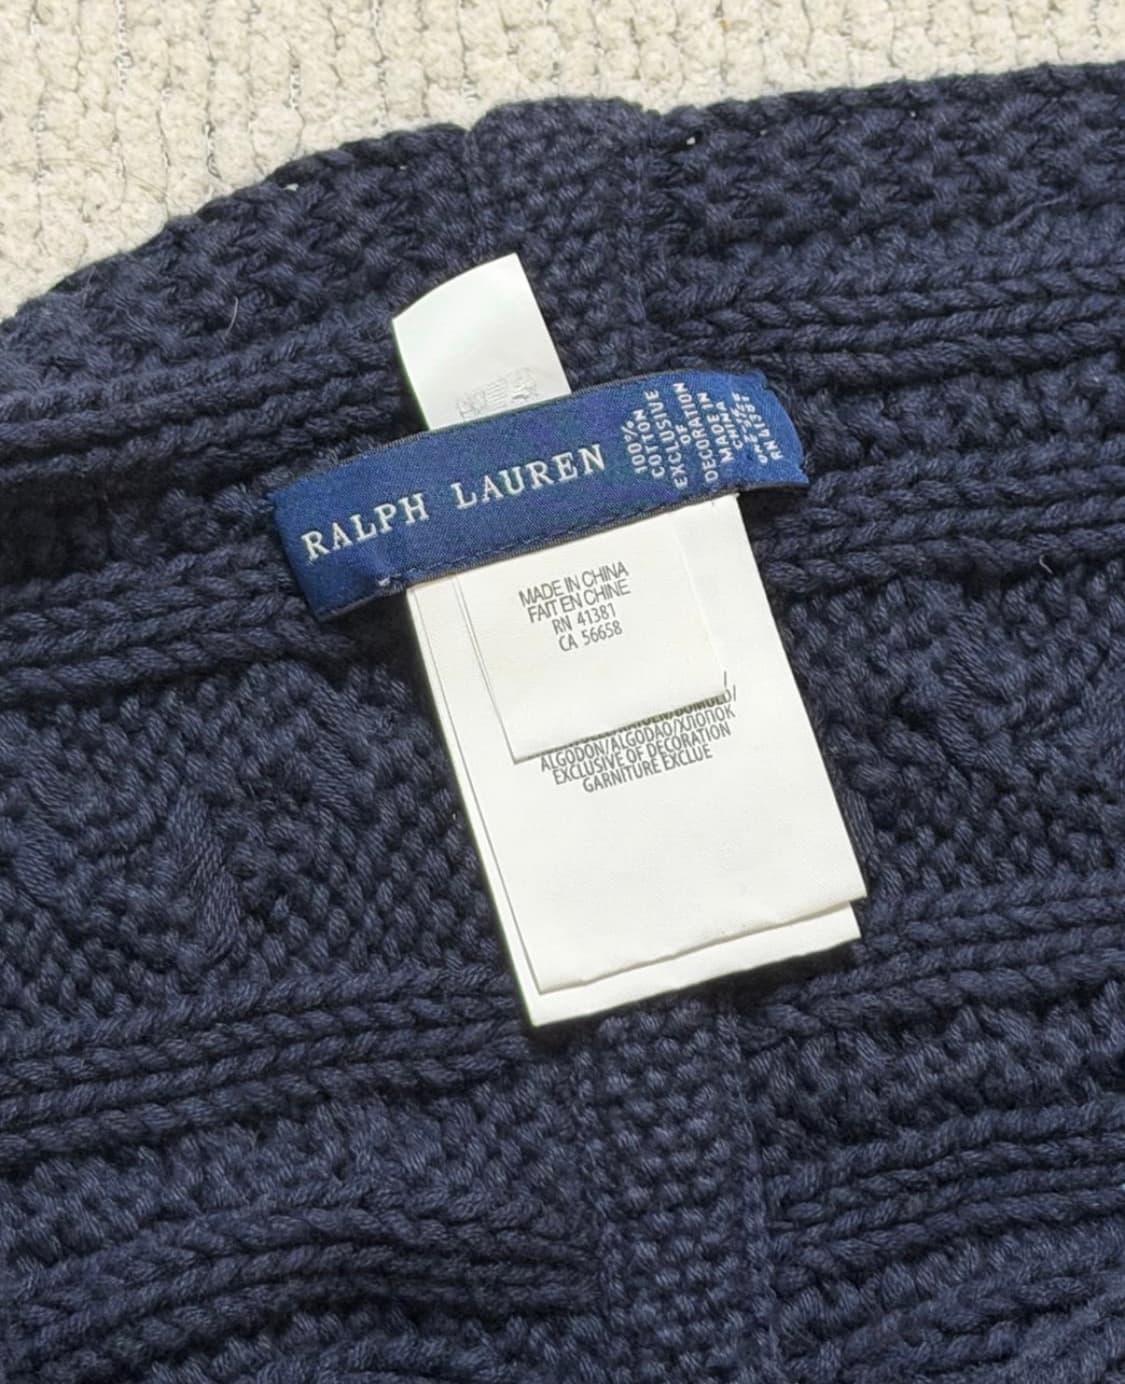 RALPH LAUREN
100%
COTTON
EXCLUSIVE
OF
DECORATION
MADE IN
CHINA
RN 41381
MADE IN CHINA
FAIT EN CHINE
RN 41381
CA 56658
ALGODON/ALGODAO/ХЛОПОК
EXCLUSIVE OF DECORATION
GARNITURE EXCLUE